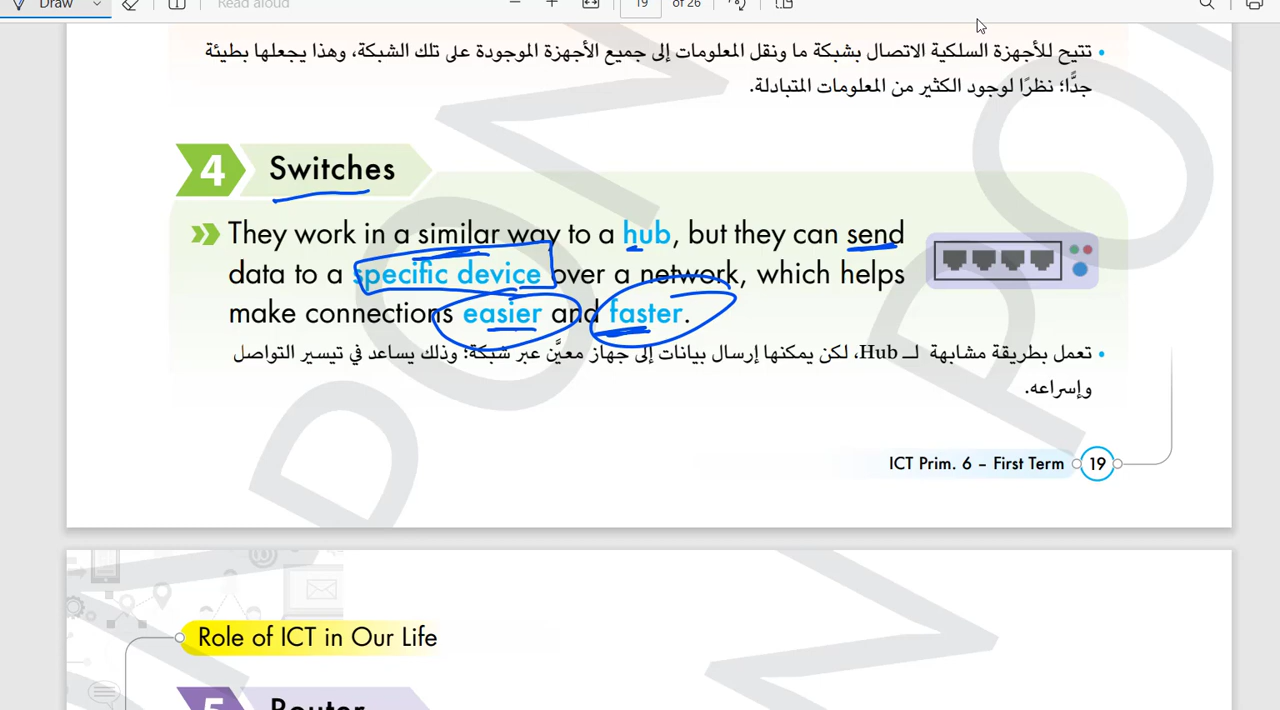 Draw
Read aloud
19 of 26
تتيح للأجهزة السلكية الاتصال بشبكة ما ونقل المعلومات إلى جميع الأجهزة الموجودة على تلك الشبكة، وهذا يجعلها بطيئة
جدًّا؛ نظرًا لوجود الكثير من المعلومات المتبادلة.
4 Switches
They work in a similar way to a hub, but they can send
data to a specific device over a network, which helps
make connections easier and faster.
تعمل بطريقة مشابهة لـ Hub، لكن يمكنها إرسال بيانات إلى جهاز معيَّن عبر شبكة؛ وذلك يساعد في تيسير التواصل
وإسراعه.
ICT Prim. 6 – First Term 19
Role of ICT in Our Life
5 Router